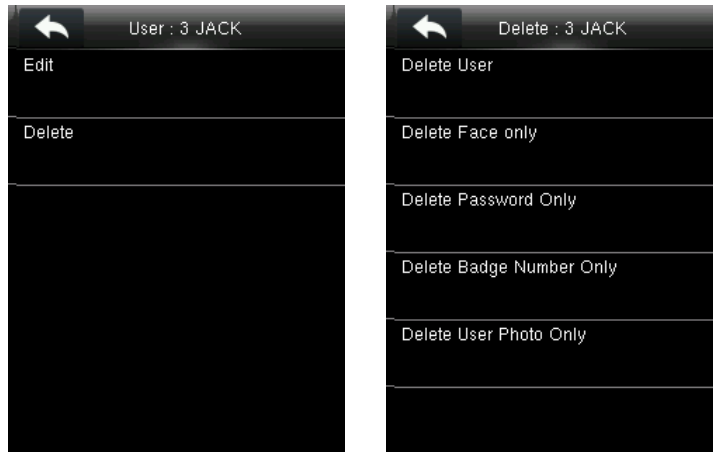 User : 3 JACK
Edit
Delete
Delete : 3 JACK
Delete User
Delete Face only
Delete Password Only
Delete Badge Number Only
Delete User Photo Only